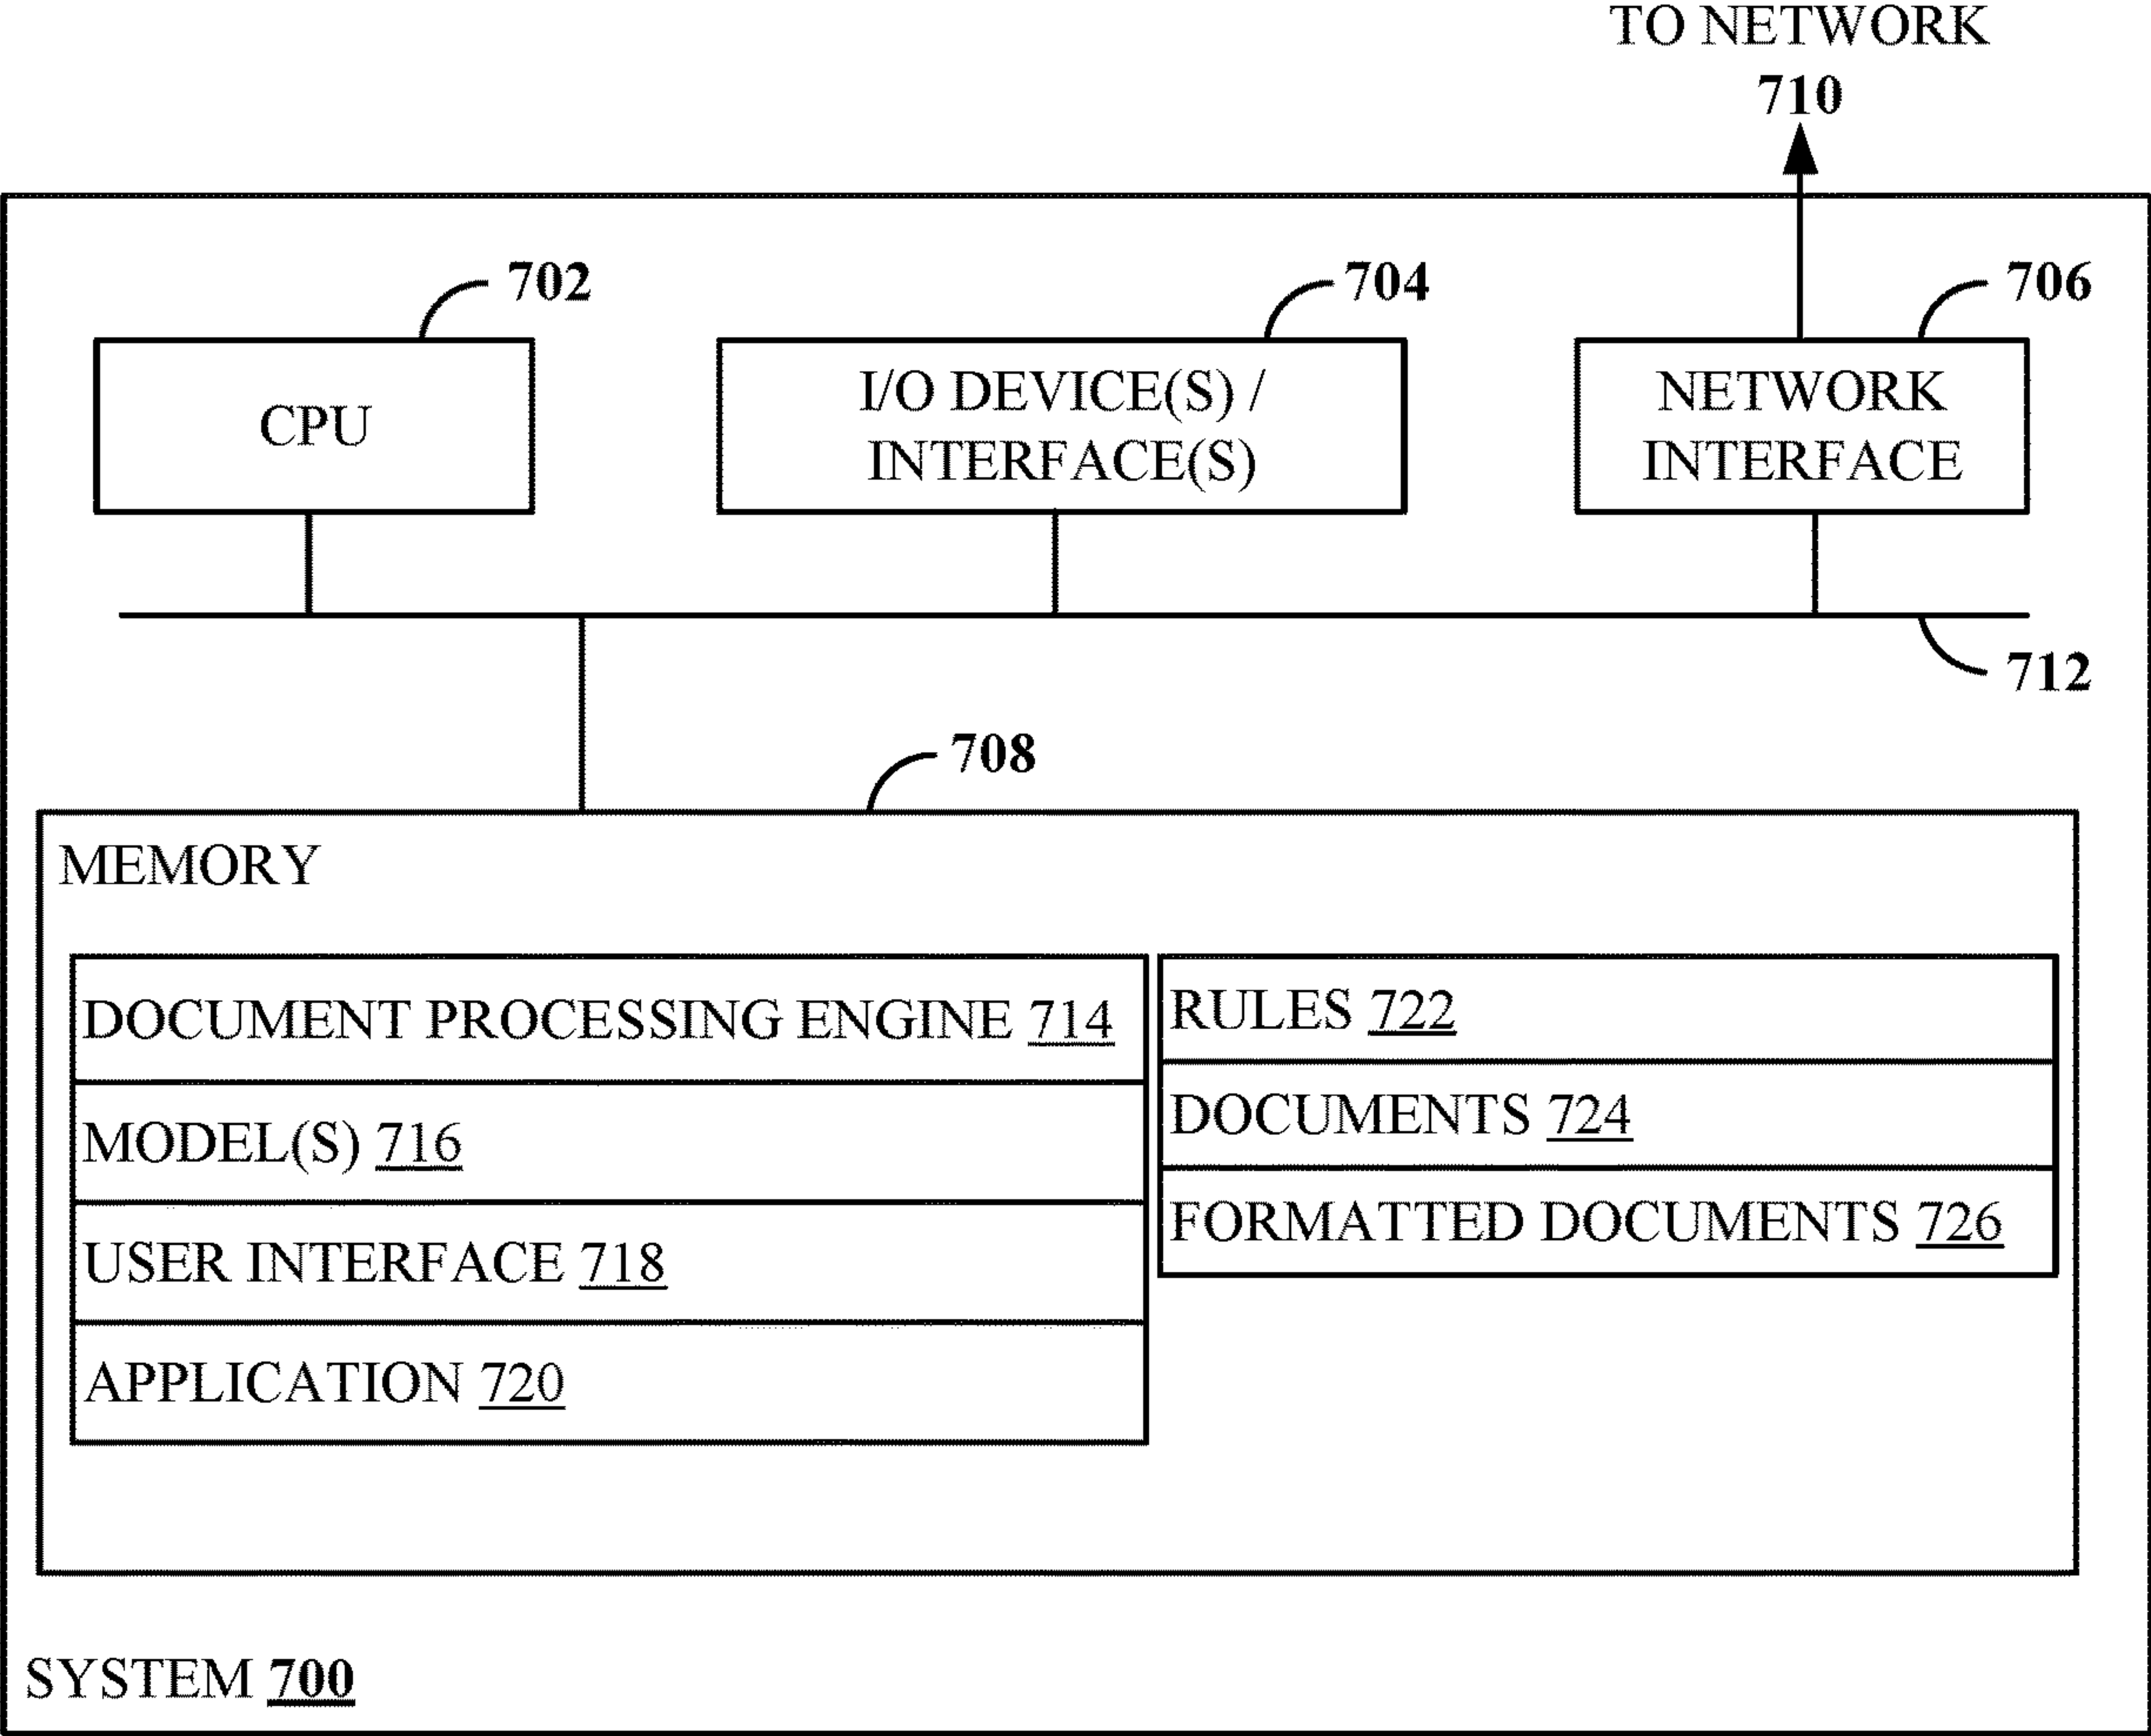 TO NETWORK
710
702
704
706
CPU
I/O DEVICE(S) /
INTERFACE(S)
NETWORK
INTERFACE
712
708
MEMORY
DOCUMENT PROCESSING ENGINE 714
MODEL(S) 716
USER INTERFACE 718
APPLICATION 720
RULES 722
DOCUMENTS 724
FORMATTED DOCUMENTS 726
SYSTEM 700